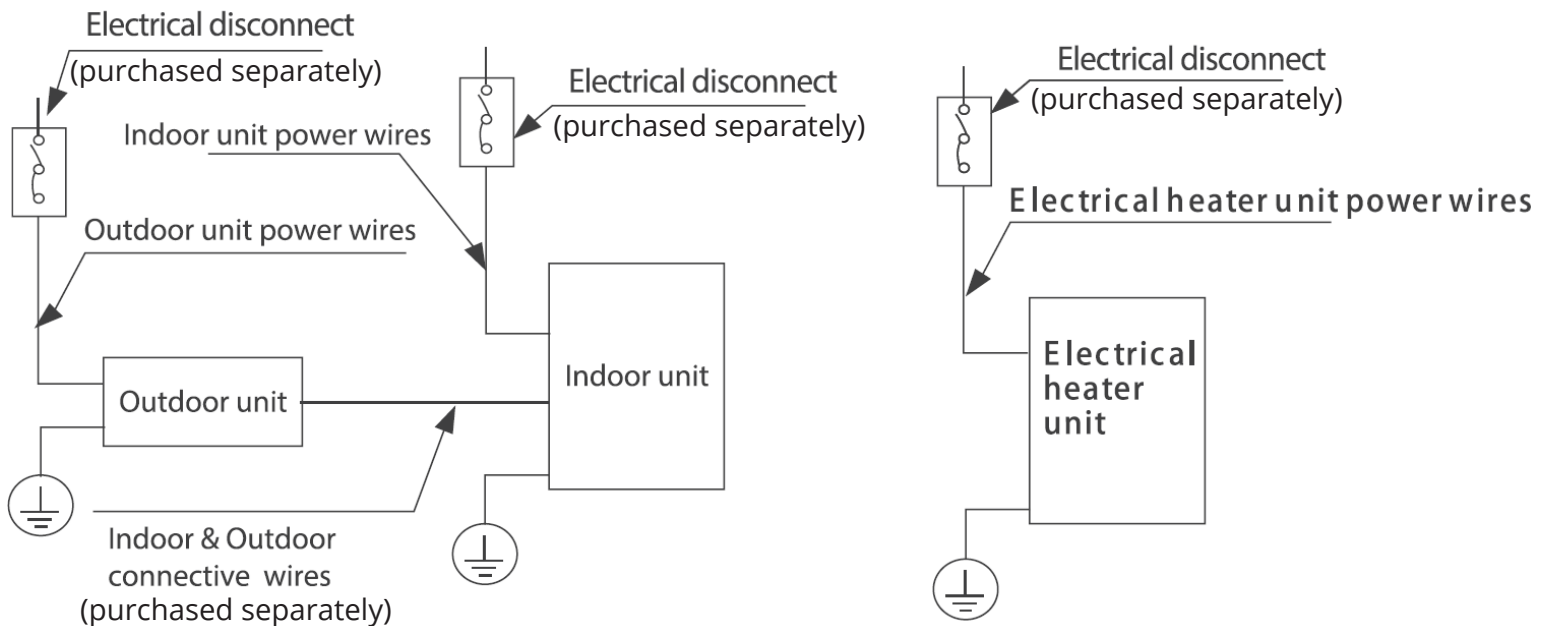 Electrical disconnect
(purchased separately)
Electrical disconnect
(purchased separately)
Electrical disconnect
(purchased separately)
Indoor unit power wires
Outdoor unit power wires
Electrical heater unit power wires
Indoor unit
Outdoor unit
Electrical
heater
unit
Indoor & Outdoor
connective wires
(purchased separately)